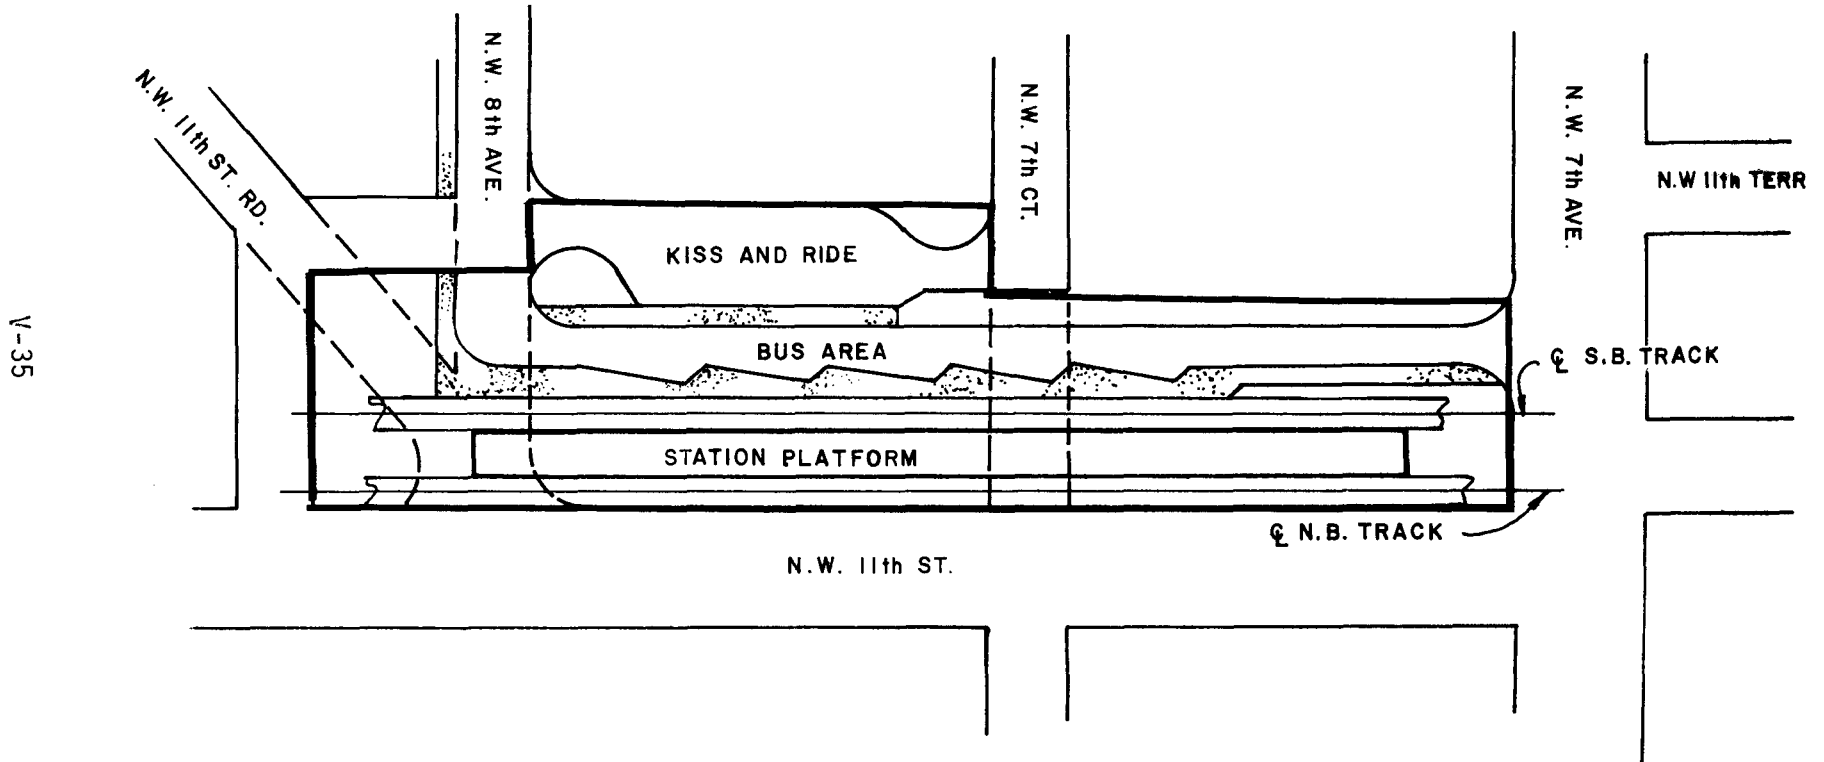 N.W. 11th ST. RD.
N.W. 8th AVE.
N.W. 7th CT.
N.W. 7th AVE.
N.W 11th TERR
KISS AND RIDE
V-35
BUS AREA
℄ S.B. TRACK
STATION PLATFORM
℄ N.B. TRACK
N.W. 11th ST.